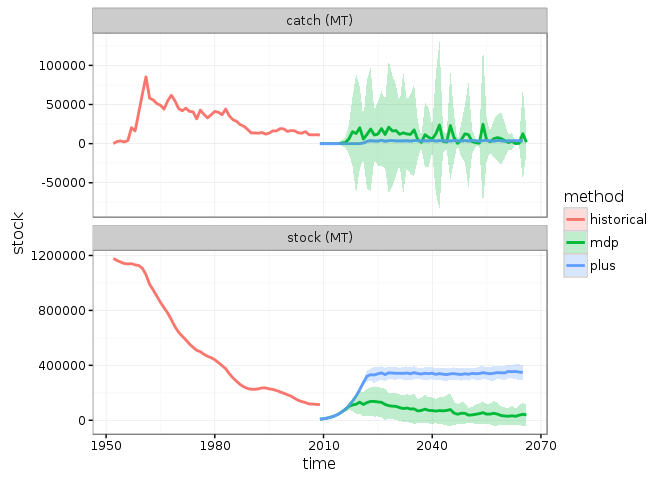 catch (MT)
100000
50000
0
-50000
stock (MT)
1200000
800000
400000
0
1950
1980
2010
2040
2070
time
stock
method
historical
mdp
plus